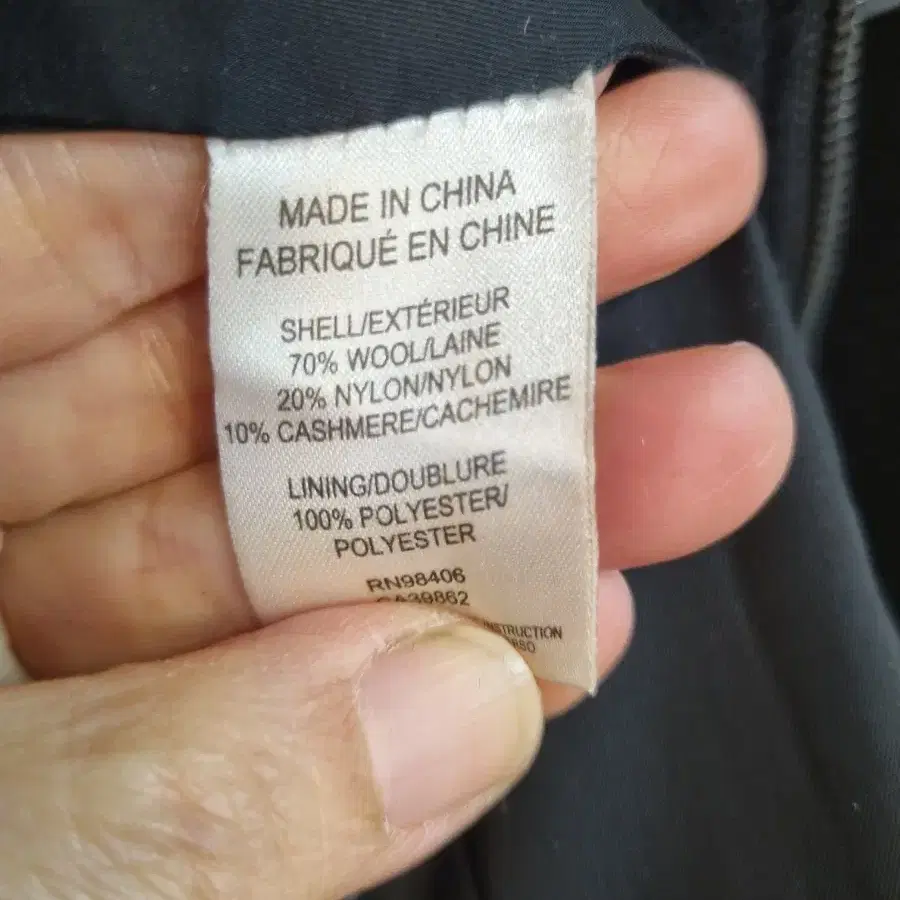 MADE IN CHINA
FABRIQUÉ EN CHINE
SHELL/EXTÉRIEUR
70% WOOL/LAINE
20% NYLON/NYLON
10% CASHMERE/CACHEMIRE
LINING/DOUBLURE
100% POLYESTER/
POLYESTER
RN98406